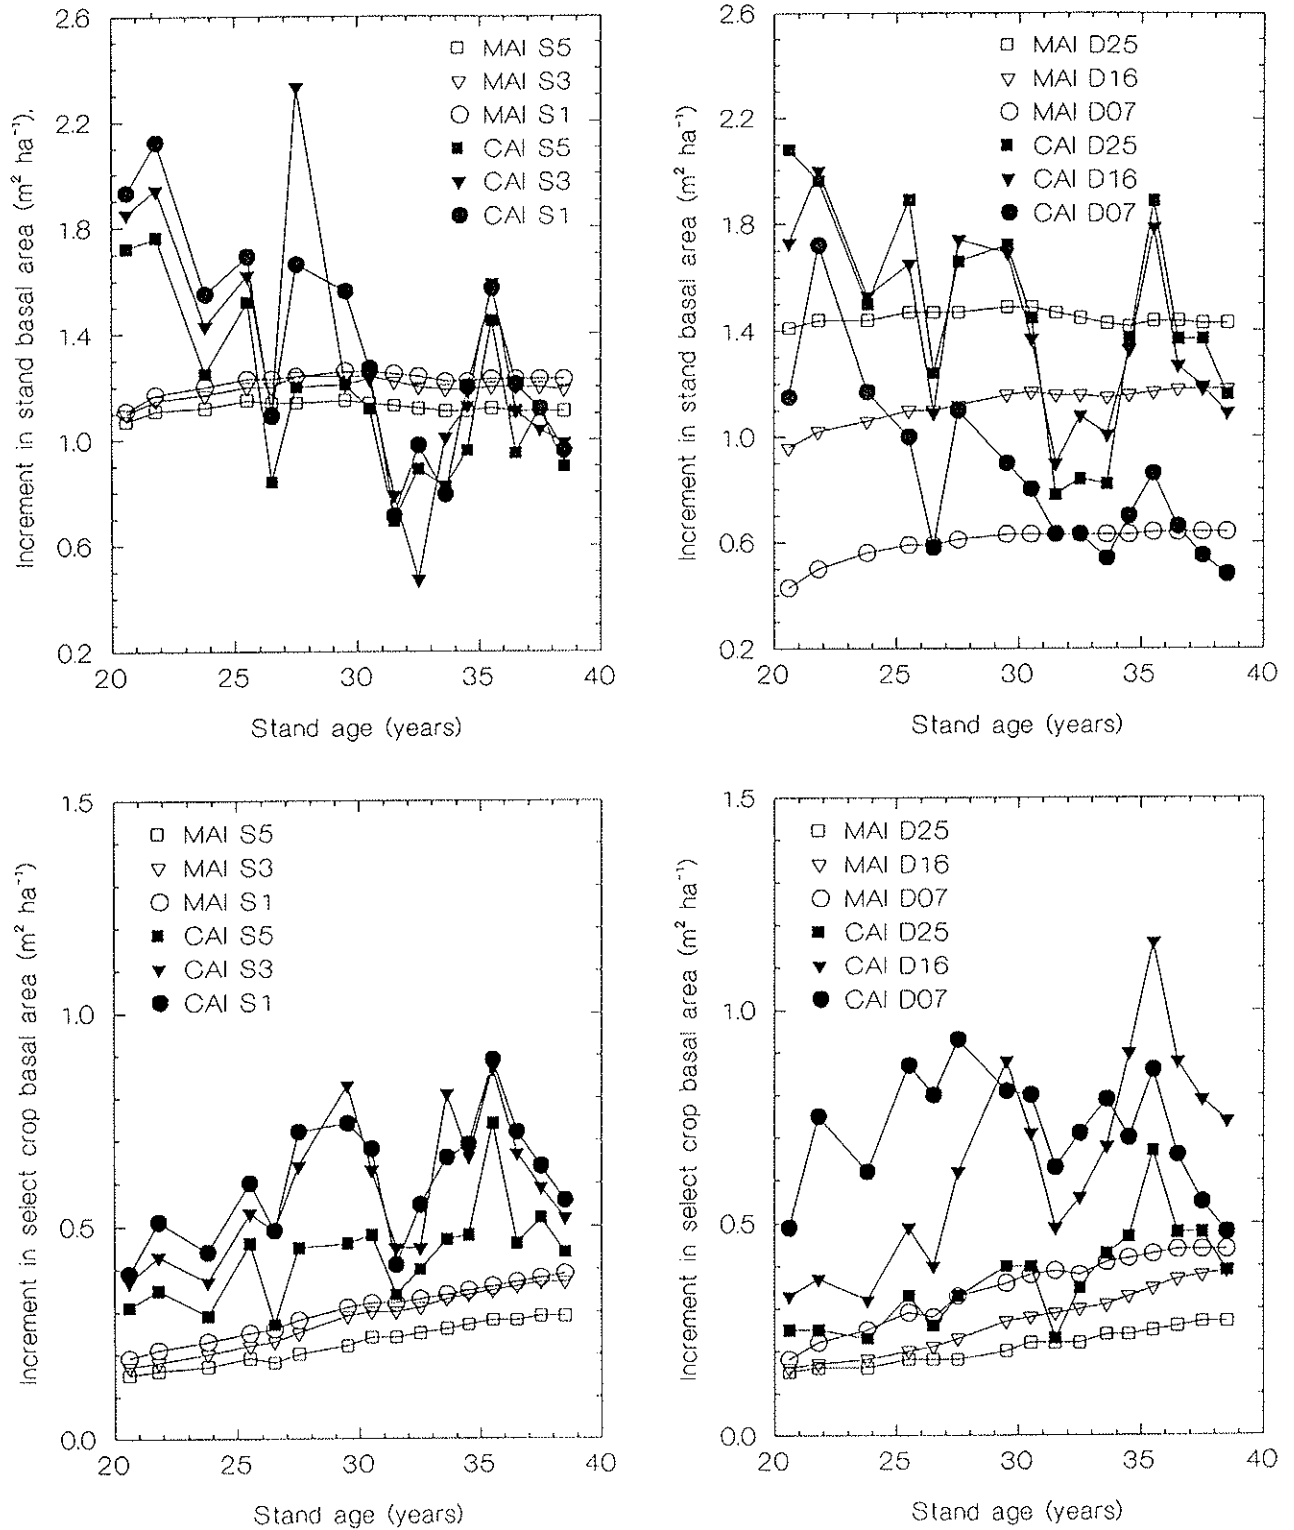 Increment in stand basal area (m² ha⁻¹).
2.6
2.2
1.8
1.4
1.0
0.6
0.2
MAI S5
MAI S3
MAI S1
CAI S5
CAI S3
CAI S1
20 25 30 35 40
Stand age (years)
Increment in stand basal area (m² ha⁻¹)
2.6
2.2
1.8
1.4
1.0
0.6
0.2
MAI D25
MAI D16
MAI D07
CAI D25
CAI D16
CAI D07
20 25 30 35 40
Stand age (years)
Increment in select crop basal area (m² ha⁻¹)
1.5
1.0
0.5
0.0
MAI S5
MAI S3
MAI S1
CAI S5
CAI S3
CAI S1
20 25 30 35 40
Stand age (years)
Increment in select crop basal area (m² ha⁻¹)
1.5
1.0
0.5
0.0
MAI D25
MAI D16
MAI D07
CAI D25
CAI D16
CAI D07
20 25 30 35 40
Stand age (years)